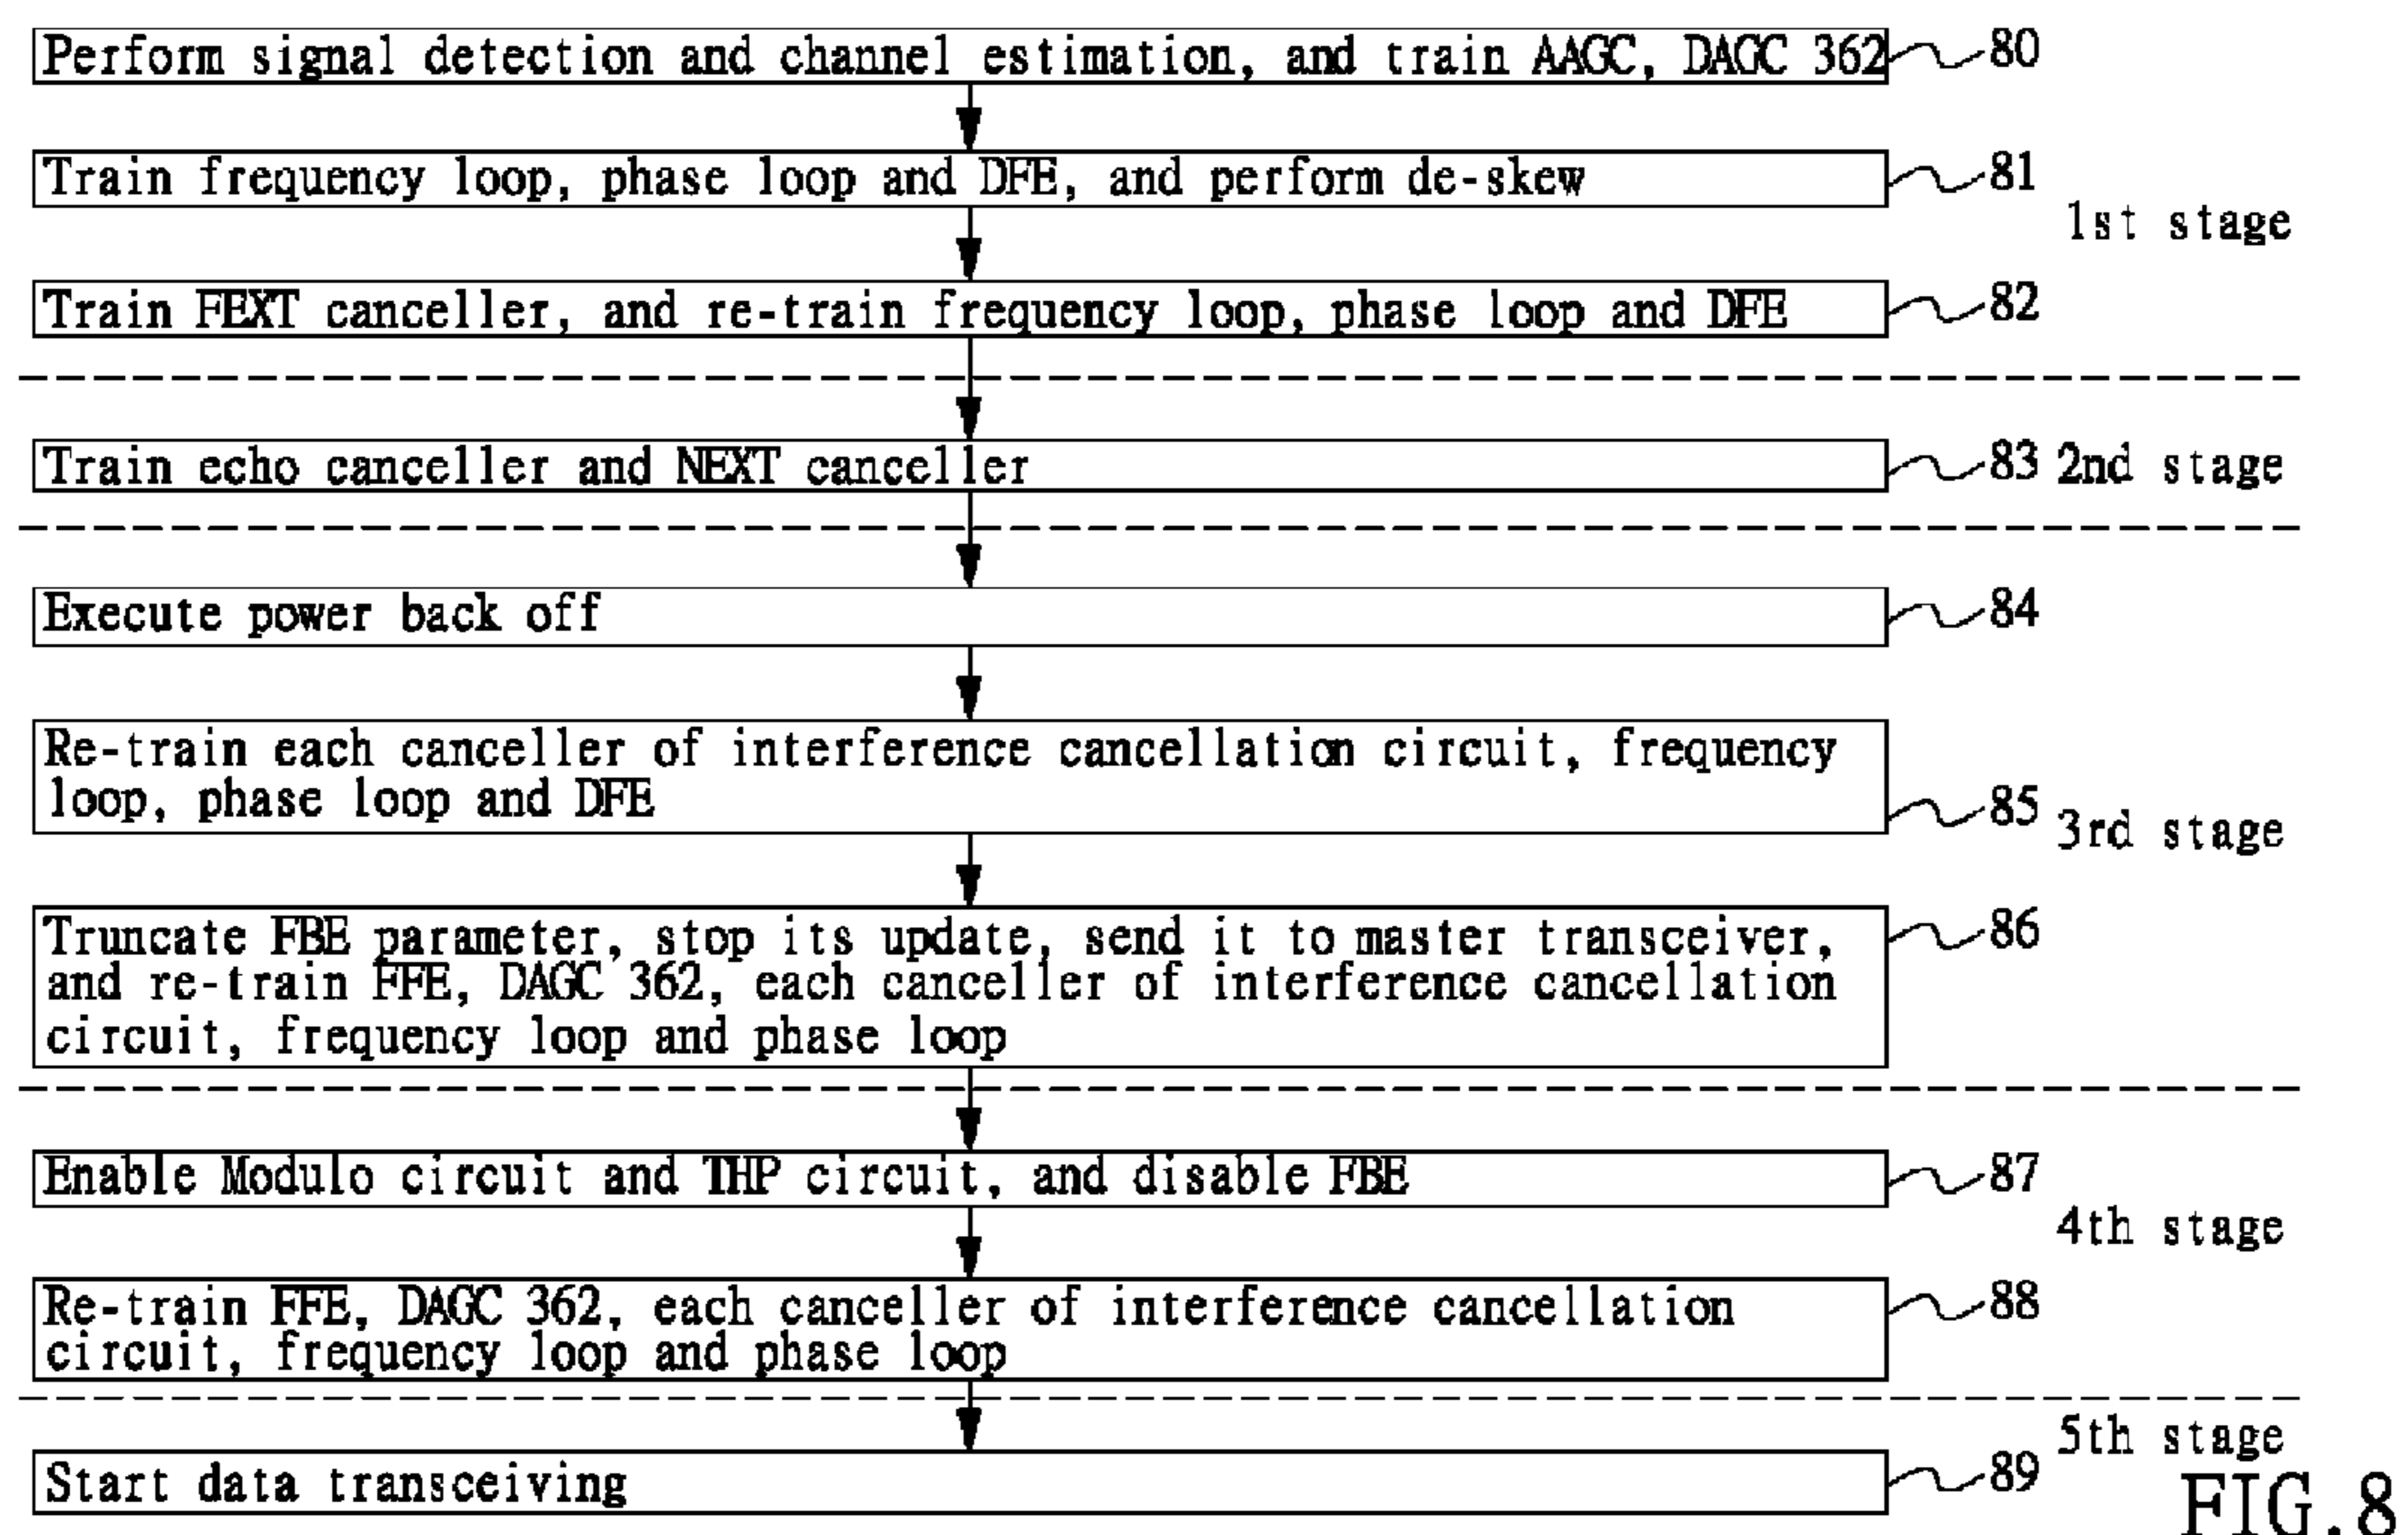 Perform signal detection and channel estimation, and train AAGC, DAGC 362
80
Train frequency loop, phase loop and DFE, and perform de-skew
81
1st stage
Train FEXT canceller, and re-train frequency loop, phase loop and DFE
82
Train echo canceller and NEXT canceller
83 2nd stage
Execute power back off
84
Re-train each canceller of interference cancellation circuit, frequency
loop, phase loop and DFE
85
3rd stage
Truncate FBE parameter, stop its update, send it to master transceiver,
and re-train FFE, DAGC 362, each canceller of interference cancellation
circuit, frequency loop and phase loop
86
Enable Modulo circuit and THP circuit, and disable FBE
87
4th stage
Re-train FFE, DAGC 362, each canceller of interference cancellation
circuit, frequency loop and phase loop
88
5th stage
Start data transceiving
89
FIG.8